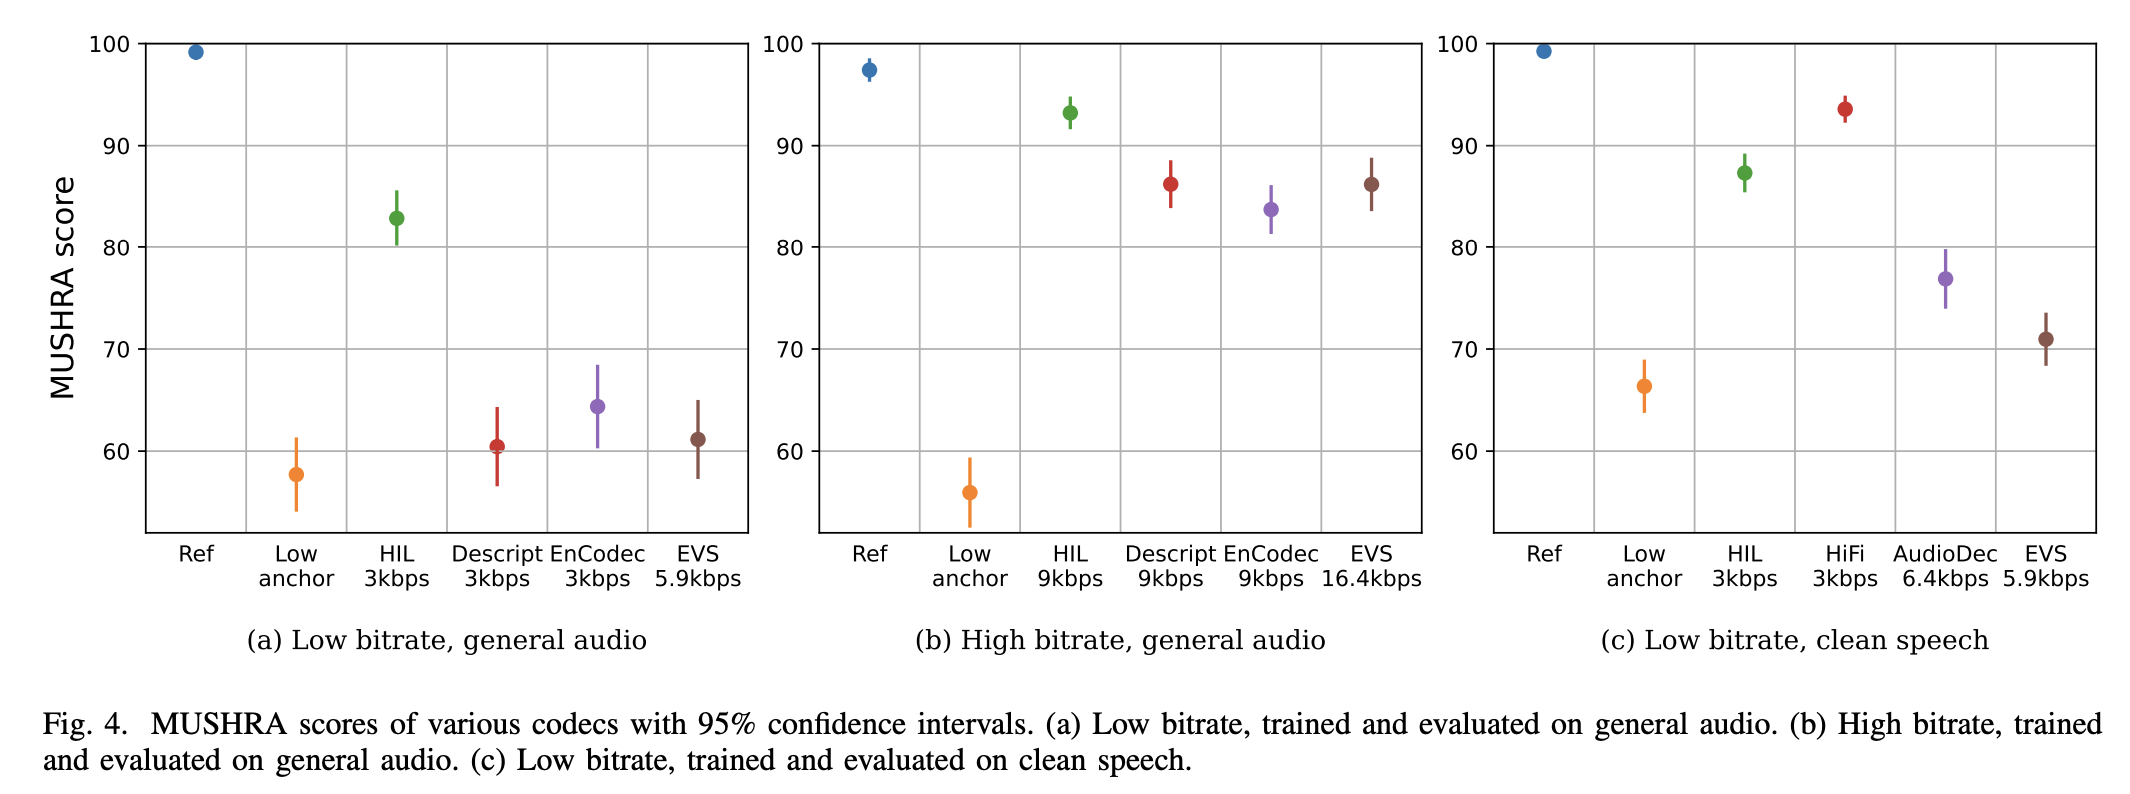 MUSHRA score
100
90
80
70
60
Ref
Low anchor
HIL 3kbps
Descript 3kbps
EnCodec 3kbps
EVS 5.9kbps
(a) Low bitrate, general audio
100
90
80
70
60
Ref
Low anchor
HIL 9kbps
Descript 9kbps
EnCodec 9kbps
EVS 16.4kbps
(b) High bitrate, general audio
100
90
80
70
60
Ref
Low anchor
HIL 3kbps
HiFi 3kbps
AudioDec 6.4kbps
EVS 5.9kbps
(c) Low bitrate, clean speech
Fig. 4. MUSHRA scores of various codecs with 95% confidence intervals. (a) Low bitrate, trained and evaluated on general audio. (b) High bitrate, trained
and evaluated on general audio. (c) Low bitrate, trained and evaluated on clean speech.